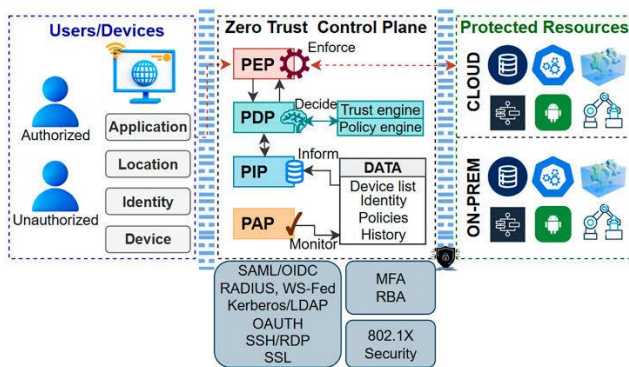 Users/Devices
Authorized
Unauthorized
Application
Location
Identity
Device
Zero Trust Control Plane
PEP
Enforce
PDP
Decide
Trust engine
Policy engine
PIP
Inform
DATA
Device list
Identity
Policies
History
PAP
Monitor
Protected Resources
CLOUD
ON-PREM
SAML/OIDC
RADIUS, WS-Fed
Kerberos/LDAP
OAUTH
SSH/RDP
SSL
MFA
RBA
802.1X
Security